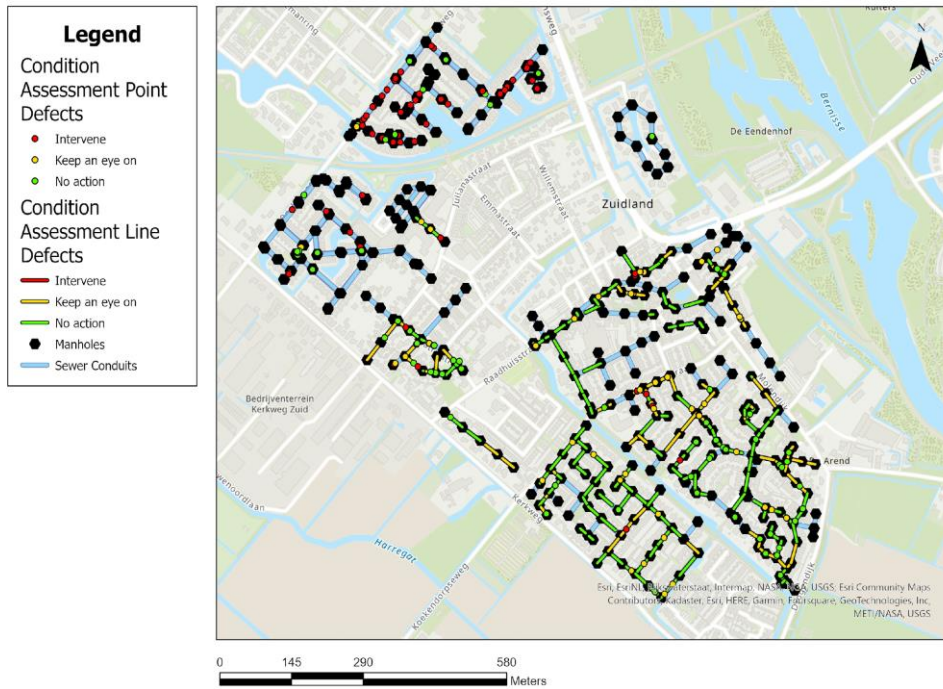 Legend
Condition
Assessment Point
Defects
Intervene
Keep an eye on
No action
Condition
Assessment Line
Defects
Intervene
Keep an eye on
No action
Manholes
Sewer Conduits
N
Bernisse
De Eendenhof
Julianastraat
Emmastraat
Willemstraat
Zuidland
Raadhuisstra
Molendijk
Bedrijventerrein
Kerkweg Zuid
Arend
wenoordlaan
Kerkweg
Harregat
Koekendorpseweg
Esri, Esri NL, Rijkswaterstaat, Intermap, NASA, NGA, USGS; Esri Community Maps
Contributors, Kadaster, Esri, HERE, Garmin, Foursquare, GeoTechnologies, Inc,
METI/NASA, USGS
0 145 290 580
Meters